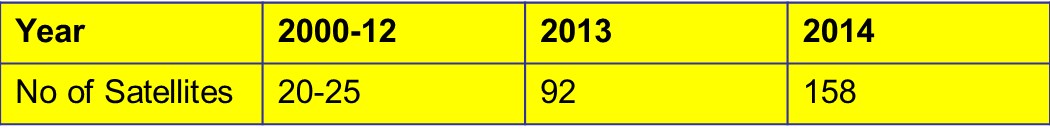 Year 2000-12 2013 2014
No of Satellites 20-25 92 158